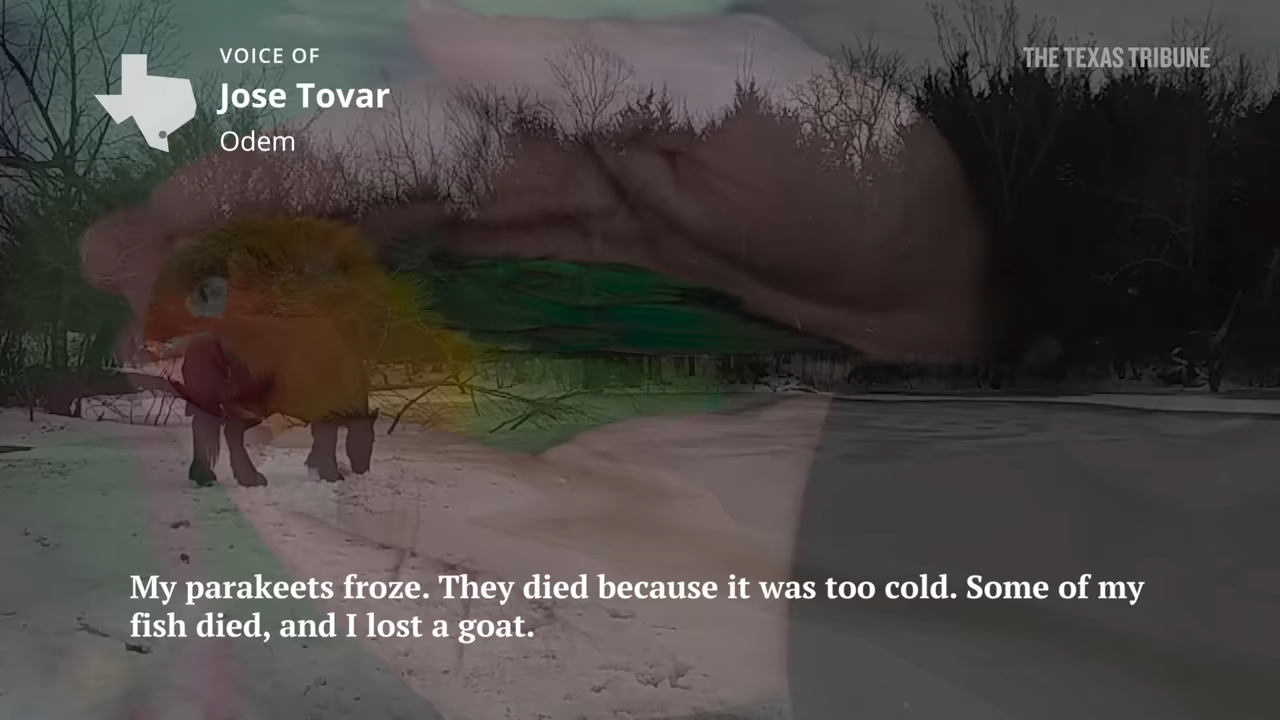 VOICE OF
Jose Tovar
Odem
THE TEXAS TRIBUNE
My parakeets froze. They died because it was too cold. Some of my
fish died, and I lost a goat.